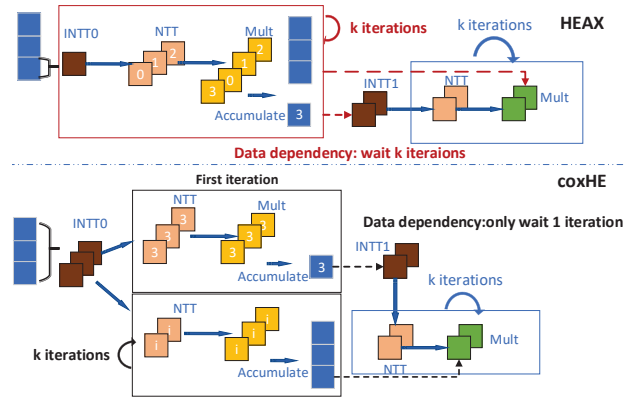 HEAX
INTT0
NTT
Mult
k iterations
0
1
2
3
0
1
2
INTT1
NTT
Mult
Accumulate
3
Data dependency: wait k iteraions
coxHE
First iteration
INTT0
NTT
Mult
3
3
3
3
3
3
Data dependency:only wait 1 iteration
Accumulate
3
INTT1
k iterations
NTT
i
i
i
i
i
k iterations
Accumulate
Mult
NTT